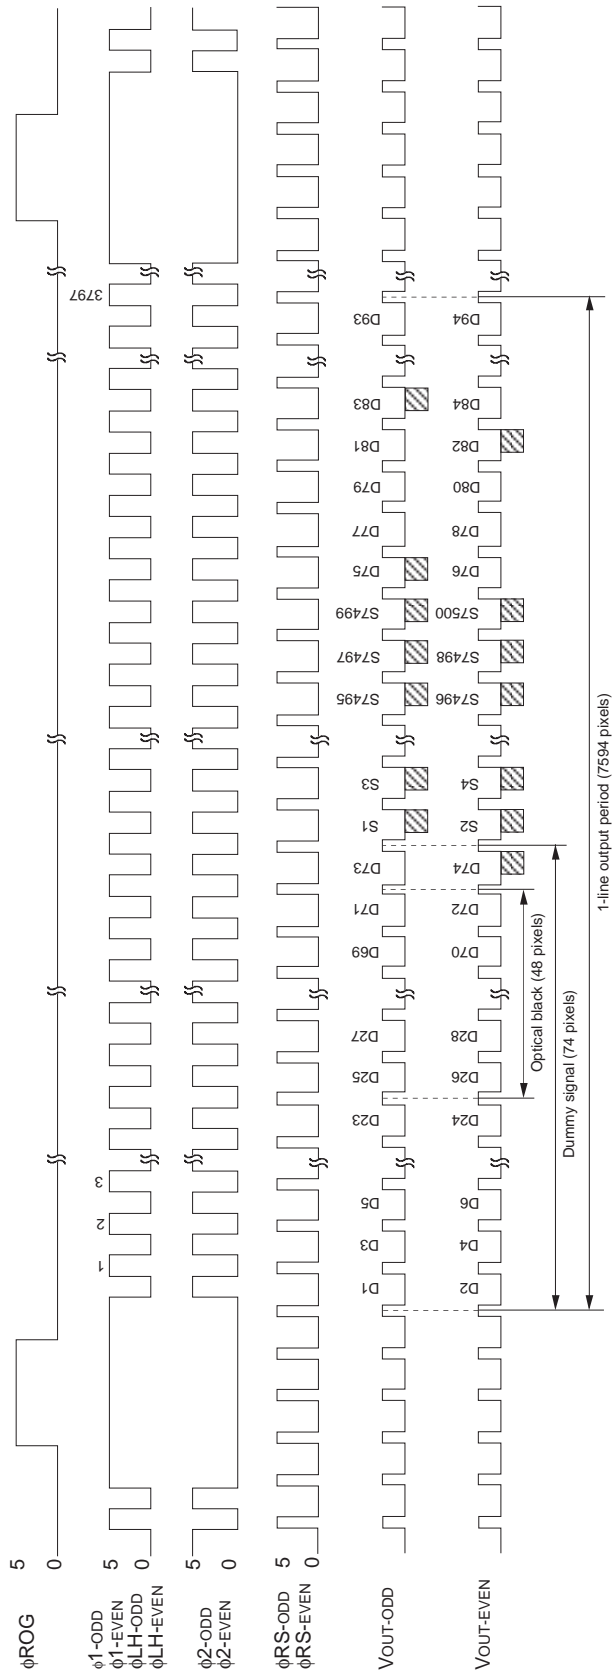 φROG
5
0
φ1-ODD
φ1-EVEN
φLH-ODD
φLH-EVEN
5
0
1
2
3
3797
φ2-ODD
φ2-EVEN
5
0
φRS-ODD
φRS-EVEN
5
0
VOUT-ODD
D1
D3
D5
D23
D25
D27
D69
D71
D73
S1
S3
S7495
S7497
S7499
D75
D77
D79
D81
D83
D93
VOUT-EVEN
D2
D4
D6
D24
D26
D28
D70
D72
D74
S2
S4
S7496
S7498
S7500
D76
D78
D80
D82
D84
D94
Optical black (48 pixels)
Dummy signal (74 pixels)
1-line output period (7594 pixels)